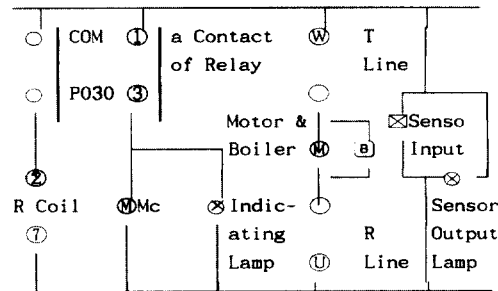 COM
1
a Contact
W
T
of Relay
Line
P030
3
Motor &
Boiler
M
B
Senso
Input
2
R Coil
M Mc
Indic-
ating
Lamp
Sensor
Output
Lamp
7
R
Line
U